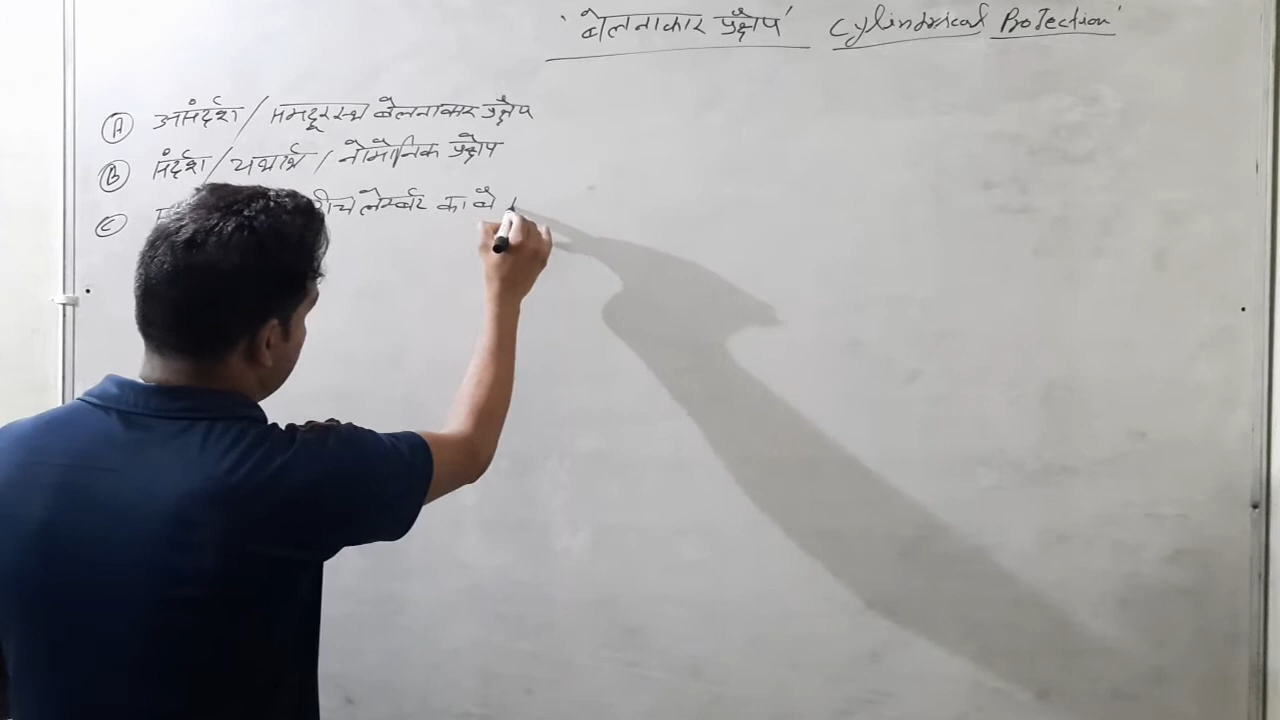 'बेलनाकार प्रक्षेप' Cylindrical Projection'
A असंदर्श / समदूरस्थ बेलनाकार प्रक्षेप
B संदर्श / यथार्थ / नोमोनिक प्रक्षेप
C लेम्बर्ट का बे